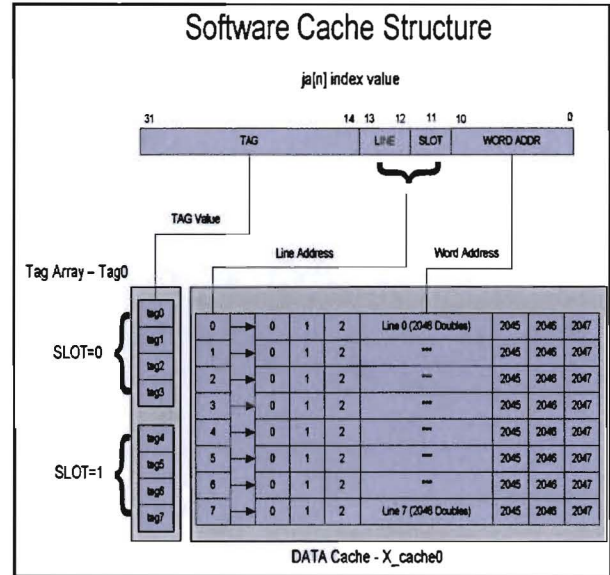 Software Cache Structure
ja[n] index value
31 14 13 12 11 10 0
TAG LINE SLOT WORD ADDR
TAG Value
Line Address Word Address
Tag Array – Tag0
tag0 0 0 1 2 Line 0 (2048 Doubles) 2045 2046 2047
tag1 1 0 1 2 *** 2045 2046 2047
SLOT=0
tag2 2 0 1 2 *** 2045 2046 2047
tag3 3 0 1 2 *** 2045 2046 2047
tag4 4 0 1 2 *** 2045 2046 2047
tag5 5 0 1 2 *** 2045 2046 2047
SLOT=1
tag6 6 0 1 2 *** 2045 2046 2047
tag7 7 0 1 2 Line 7 (2048 Doubles) 2045 2046 2047
DATA Cache - X_cache0